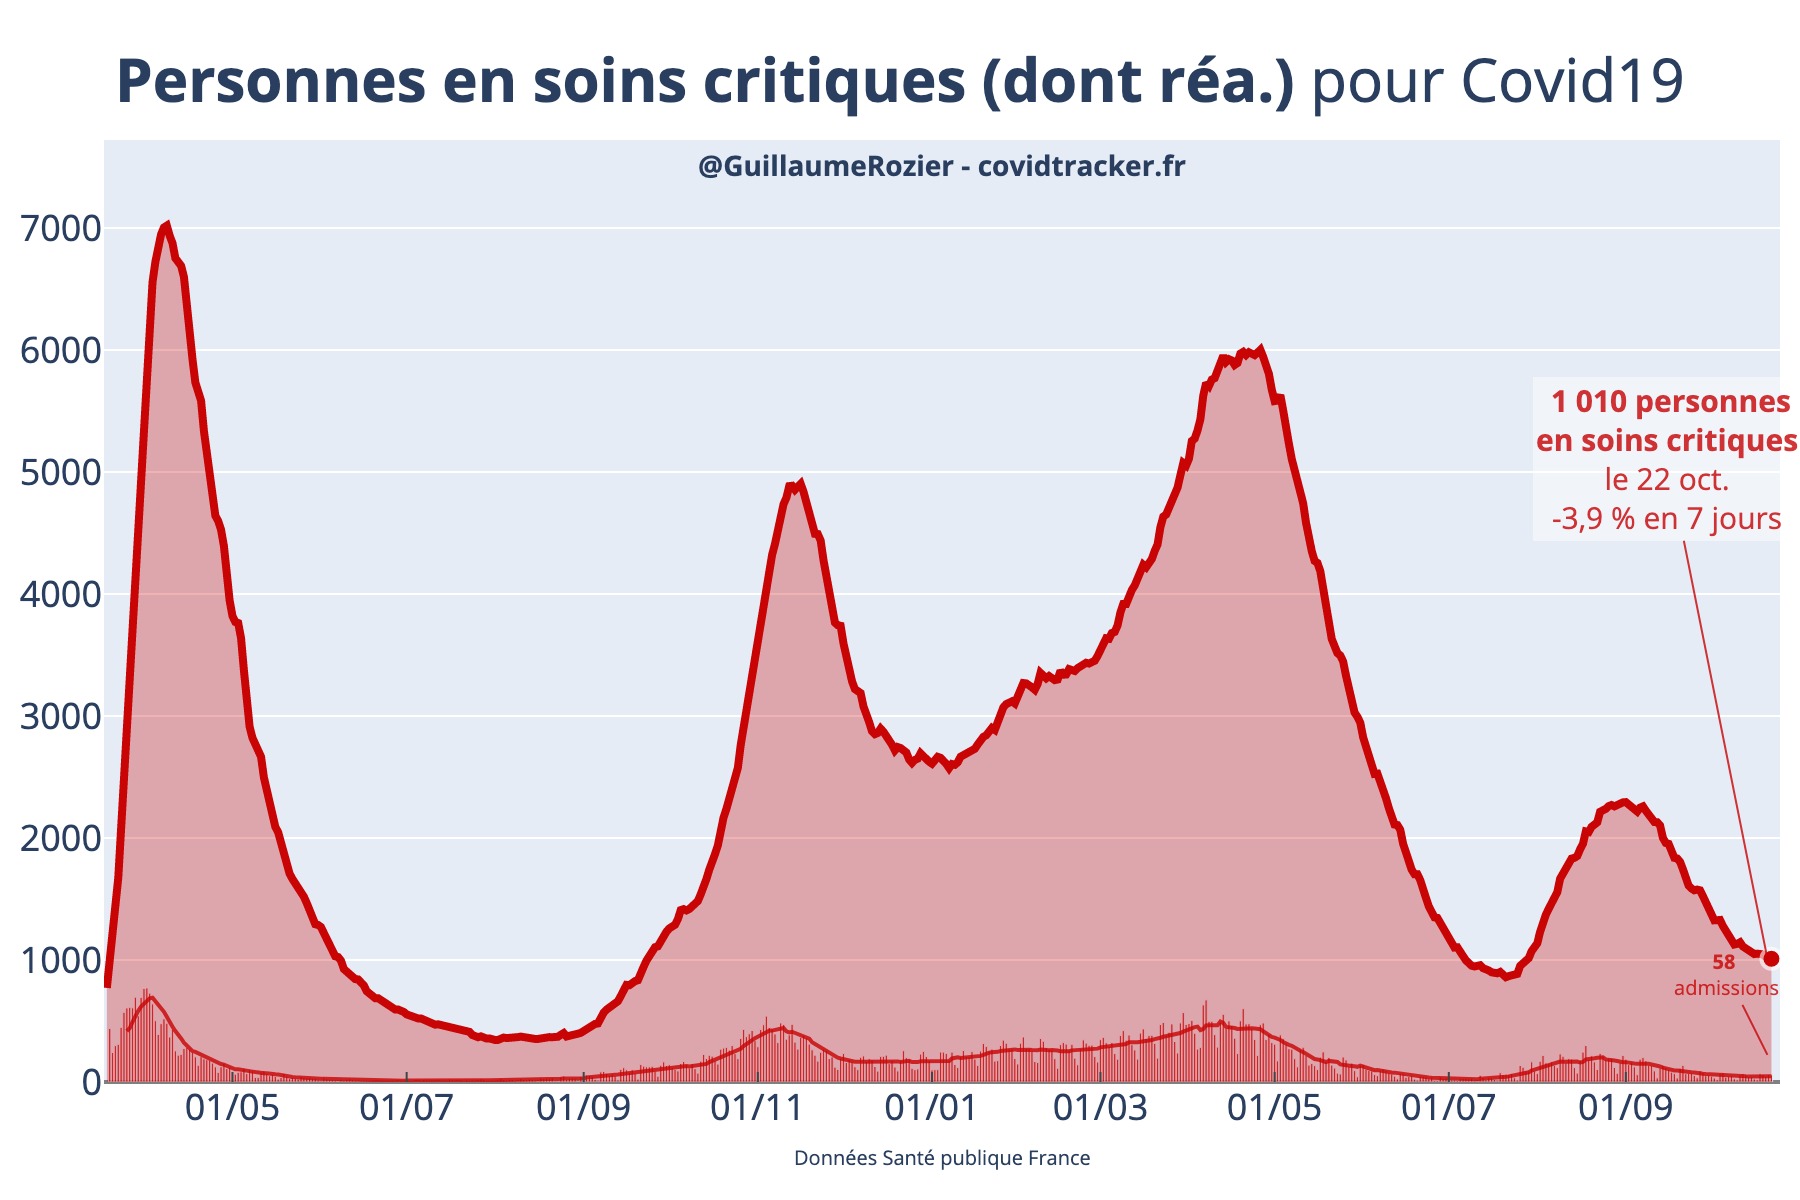 Personnes en soins critiques (dont réa.) pour Covid19
@GuillaumeRozier - covidtracker.fr
7000
6000
5000
4000
3000
2000
1000
0
1 010 personnes
en soins critiques
le 22 oct.
-3,9 % en 7 jours
58
admissions
01/05 01/07 01/09 01/11 01/01 01/03 01/05 01/07 01/09
Données Santé publique France